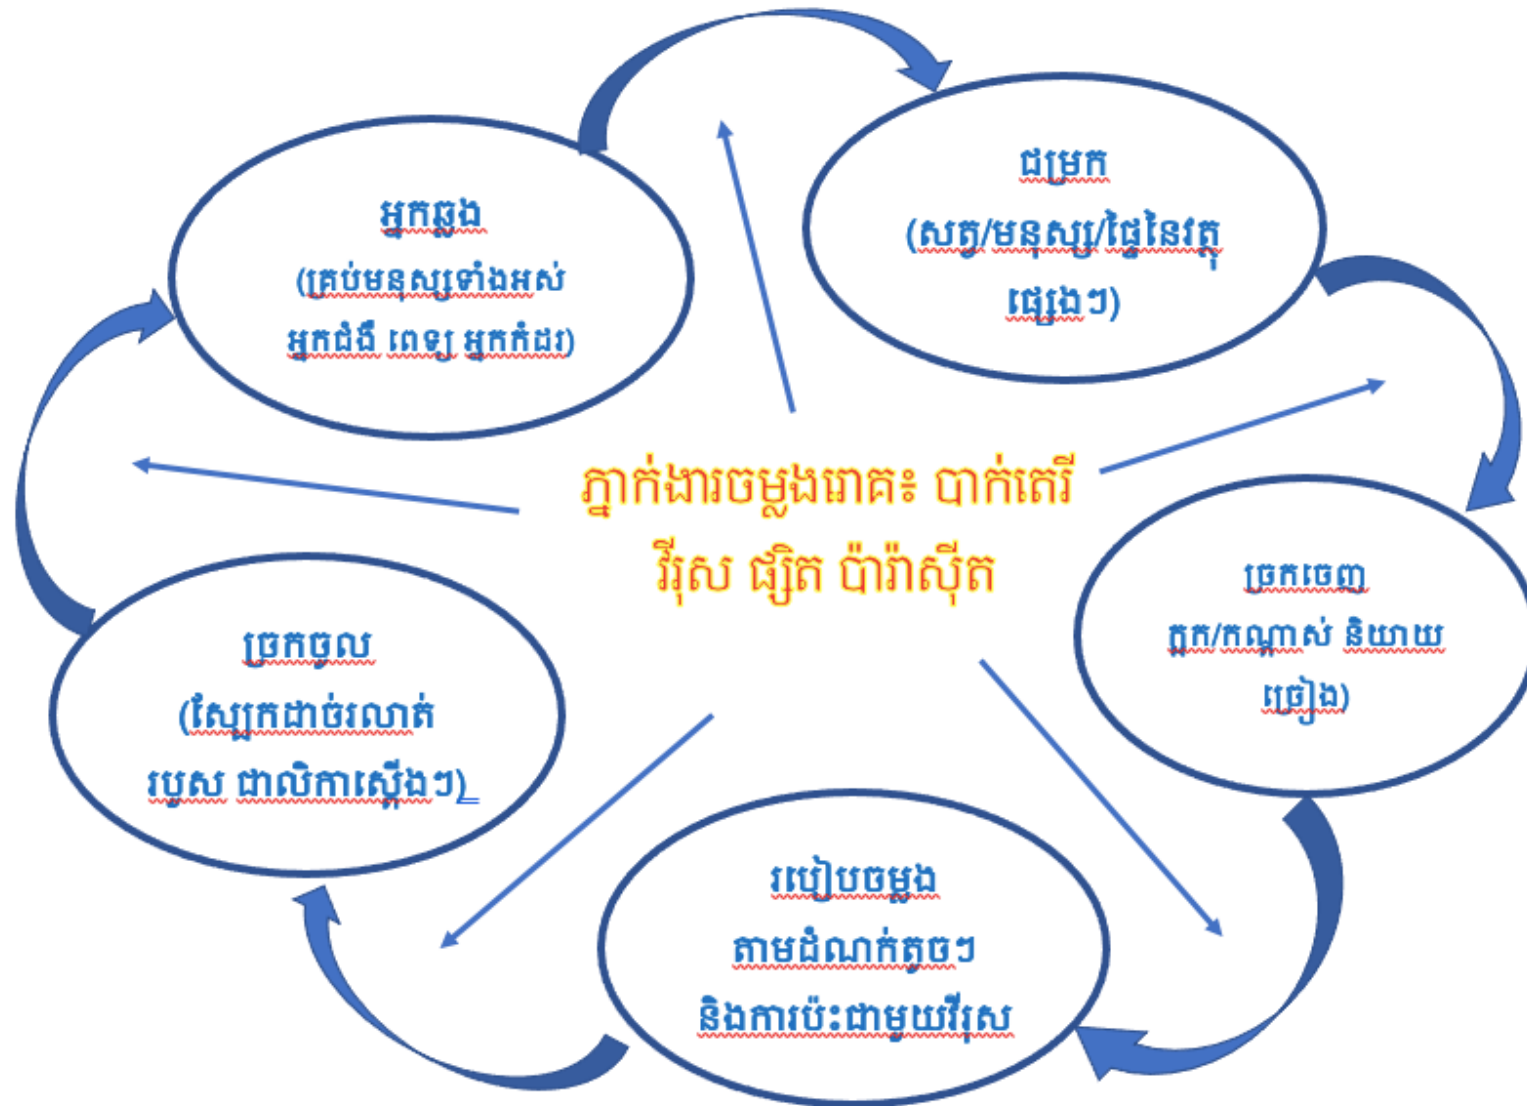 ជម្រក
(សត្វ/មនុស្ស/ផ្ទៃនៃវត្ថុ
ផ្សេងៗ)
អ្នកឆ្លង
(គ្រប់មនុស្សទាំងអស់
អ្នកជំងឺ ពេទ្យ អ្នកកំដរ)
ភ្នាក់ងារចម្លងរោគ៖ បាក់តេរី
វីរុស ផ្សិត ប៉ារ៉ាស៊ីត
ច្រកចេញ
ក្អក/កណ្តាស់ និយាយ
ច្រៀង)
ច្រកចូល
(ស្បែកដាច់រលាត់
របួស ជាលិកាស្តើងៗ)
របៀបចម្លង
តាមដំណក់តូចៗ
និងការប៉ះជាមួយវីរុស